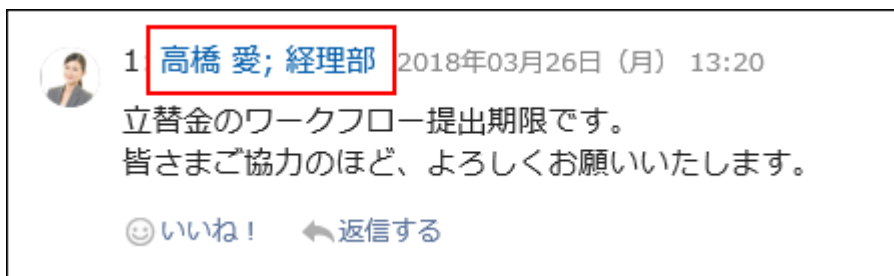 1 高橋 愛; 経理部 2018年03月26日（月） 13:20
立替金のワークフロー提出期限です。
皆さまご協力のほど、よろしくお願いいたします。
いいね！ 返信する